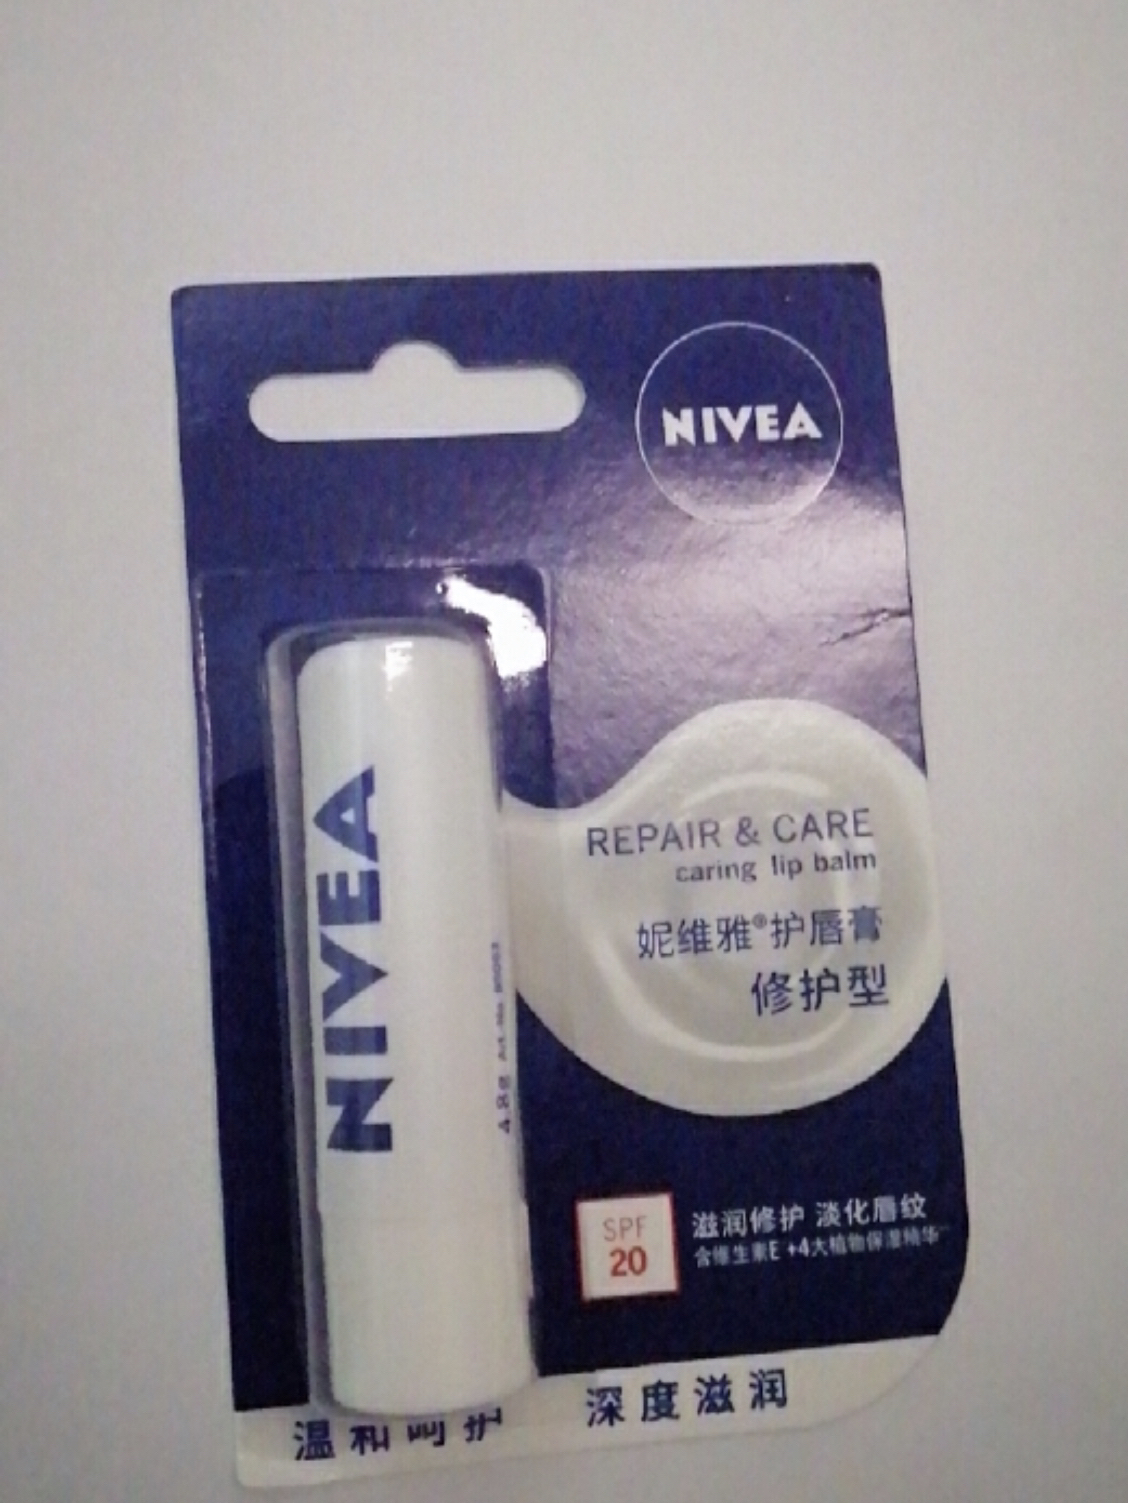 NIVEA
NIVEA
4.8g Art.-No.
REPAIR & CARE
caring lip balm
妮维雅®护唇膏
修护型
SPF
20
滋润修护 淡化唇纹
含维生素E +4大植物保湿精华
温和呵护 深度滋润